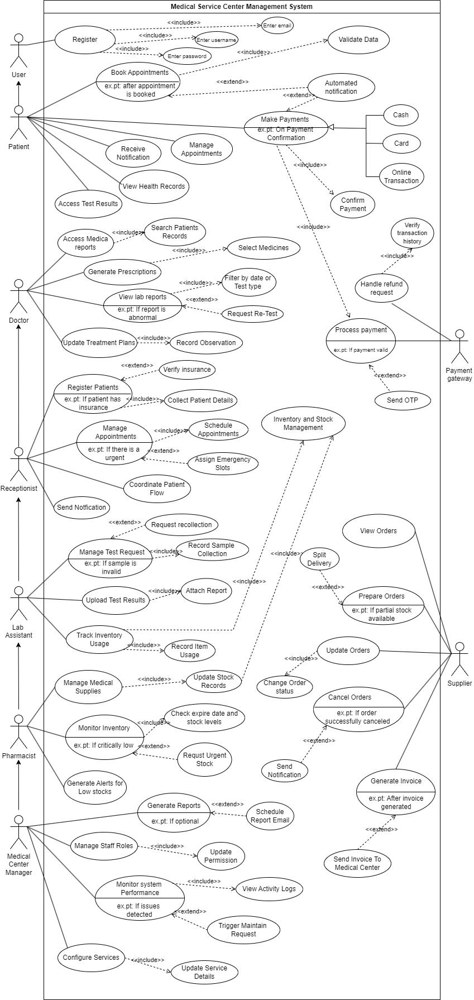 Medical Service Center Management System
Register
<<include>>
Enter email
<<include>>
Enter username
<<include>>
Enter password
User
Book Appointments
ex.pt: after appointment
is booked
<<include>>
Validate Data
<<extend>>
Automated
notification
<<extend>>
Patient
Make Payments
ex.pt: On Payment
Confirmation
Cash
Card
Online
Transaction
Receive
Notification
Manage
Appointments
View Health Records
Access Test Results
<<include>>
Confirm
Payment
<<include>>
Access Medica
reports
<<include>>
Search Patients
Records
Generate Prescriptions
<<include>>
Select Medicines
Verify
transaction
history
<<include>>
Handle refund
request
Doctor
View lab reports
ex.pt: If report is
abnormal
<<include>>
Filter by date or
Test type
<<extend>>
Request Re-Test
Update Treatment Plans
<<include>>
Record Observation
Process payment
ex.pt: If payment valid
Payment
gateway
<<extend>>
Send OTP
<<extend>>
Verify insurance
Register Patients
ex.pt: If patient has
insurance
<<include>>
Collect Patient Details
Inventory and Stock
Management
Manage
Appointments
ex.pt: If there is a
urgent
<<include>>
Schedule
Appointments
<<extend>>
Assign Emergency
Slots
Receptionist
Coordinate Patient
Flow
Send Notfication
<<extend>>
Request recollection
Manage Test Request
ex.pt: If sample is
invalid
<<include>>
Record Sample
Collection
<<include>>
View Orders
Split
Delivery
<<extend>>
Prepare Orders
ex.pt: If partial stock
available
Upload Test Results
<<include>>
Attach Report
<<include>>
Lab
Assistant
Track Inventory
Usage
<<include>>
Record Item
Usage
Update Orders
<<include>>
Change Order
status
Supplier
Manage Medical
Supplies
<<include>>
Update Stock
Records
Cancel Orders
ex.pt: If order
successfully canceled
Monitor Inventory
ex.pt: If critically low
<<include>>
Check expire date and
stock levels
<<extend>>
Requst Urgent
Stock
Pharmacist
<<extend>>
Send
Notification
Generate Alerts for
Low stocks
Generate Invoice
ex.pt: After invoice
generated
Generate Reports
ex.pt: If optional
<<extend>>
Schedule
Report Email
<<extend>>
Send Invoice To
Medical Center
Medical
Center
Manager
Manage Staff Roles
<<include>>
Update
Permission
Monitor system
Performance
ex.pt: If issues
detected
<<include>>
View Activity Logs
<<extend>>
Trigger Maintain
Request
Configure Services
<<include>>
Update Service
Details